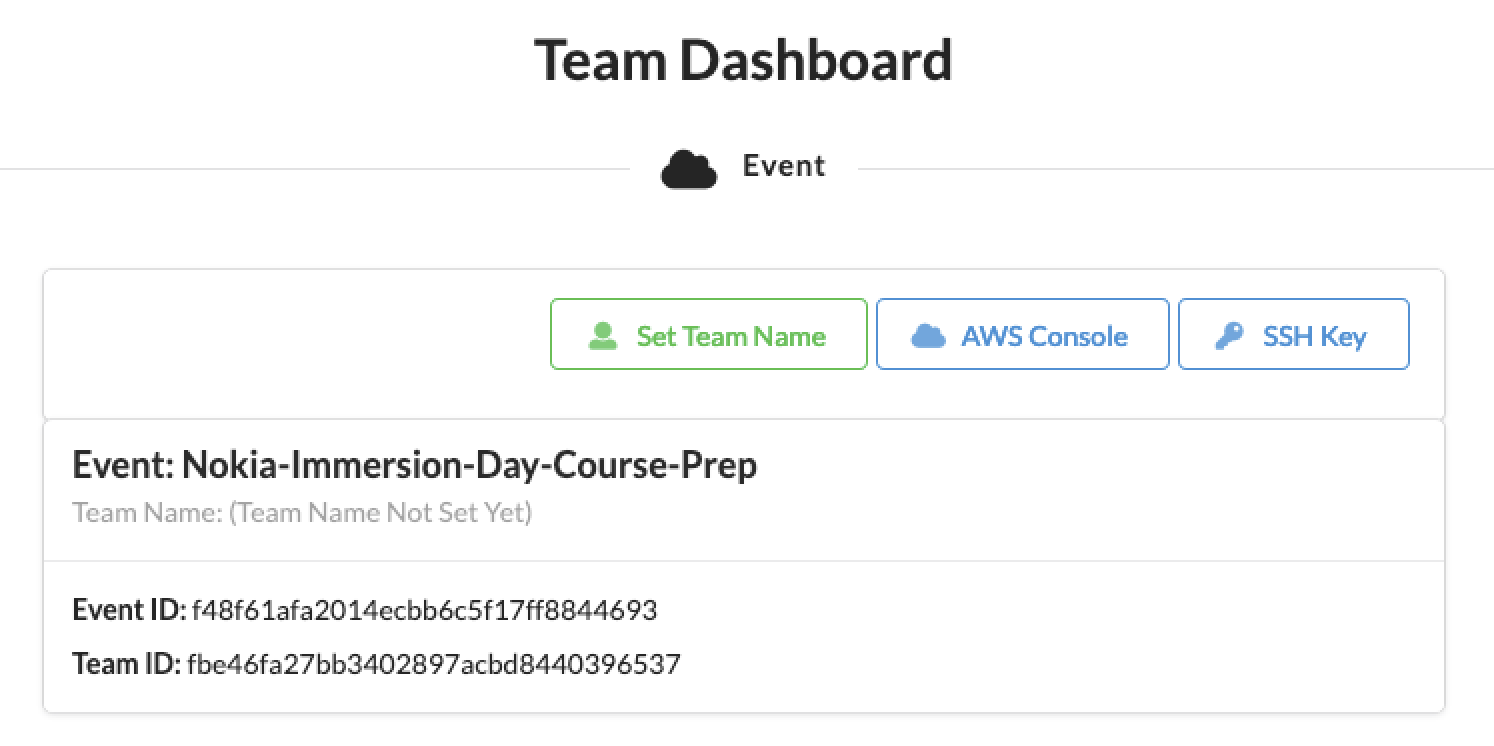 Team Dashboard
Event
Set Team Name
AWS Console
SSH Key
Event: Nokia-Immersion-Day-Course-Prep
Team Name: (Team Name Not Set Yet)
Event ID: f48f61afa2014ecbb6c5f17ff8844693
Team ID: fbe46fa27bb3402897acbd8440396537